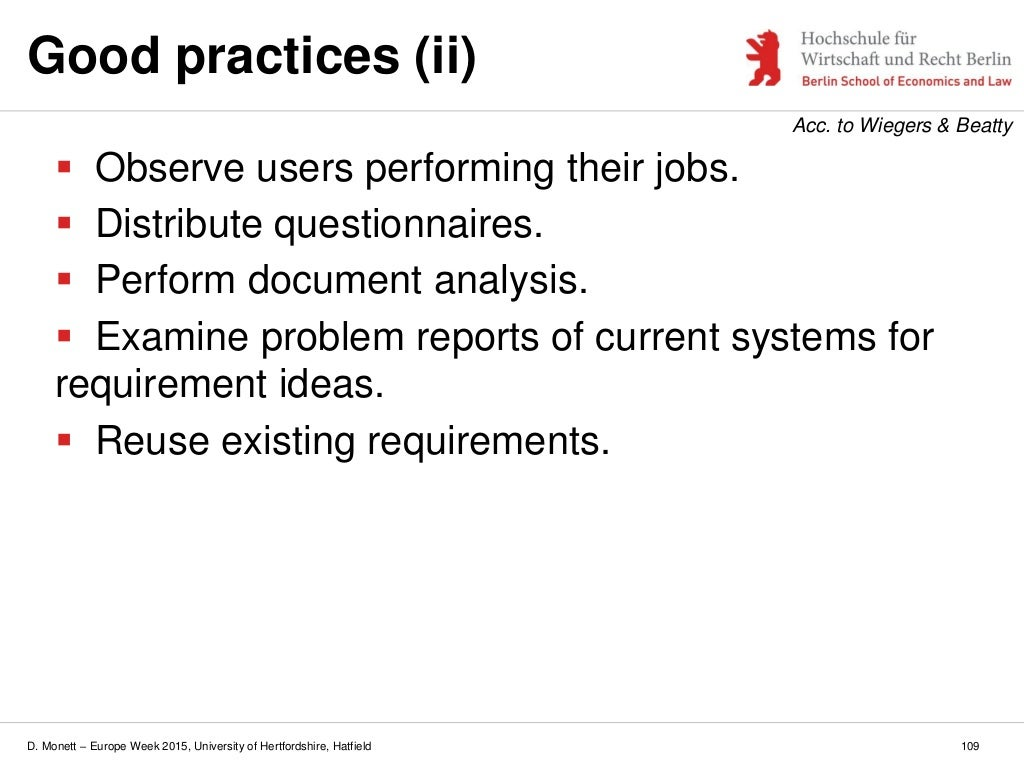 Good practices (ii)
Hochschule für
Wirtschaft und Recht Berlin
Berlin School of Economics and Law
Acc. to Wiegers & Beatty
▪ Observe users performing their jobs.
▪ Distribute questionnaires.
▪ Perform document analysis.
▪ Examine problem reports of current systems for
requirement ideas.
▪ Reuse existing requirements.
D. Monett – Europe Week 2015, University of Hertfordshire, Hatfield
109